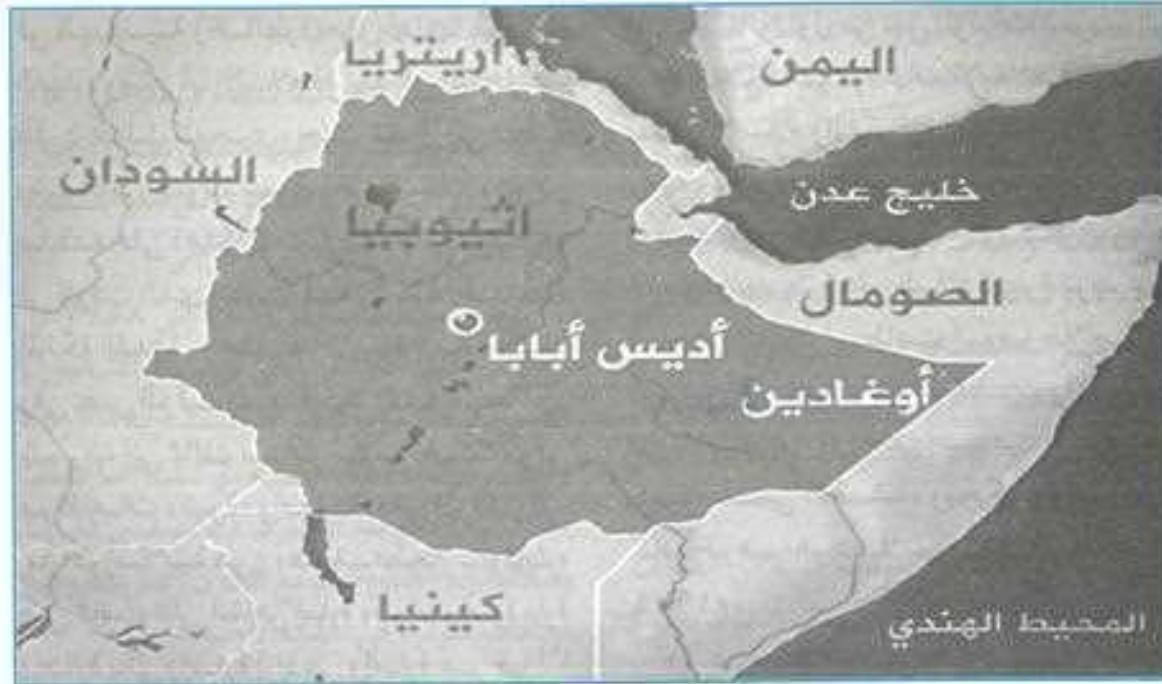 اريتريا
اليمن
السودان
خليج عدن
اثيوبيا
الصومال
أديس أبابا
أوغادين
كينيا
المحيط الهندي